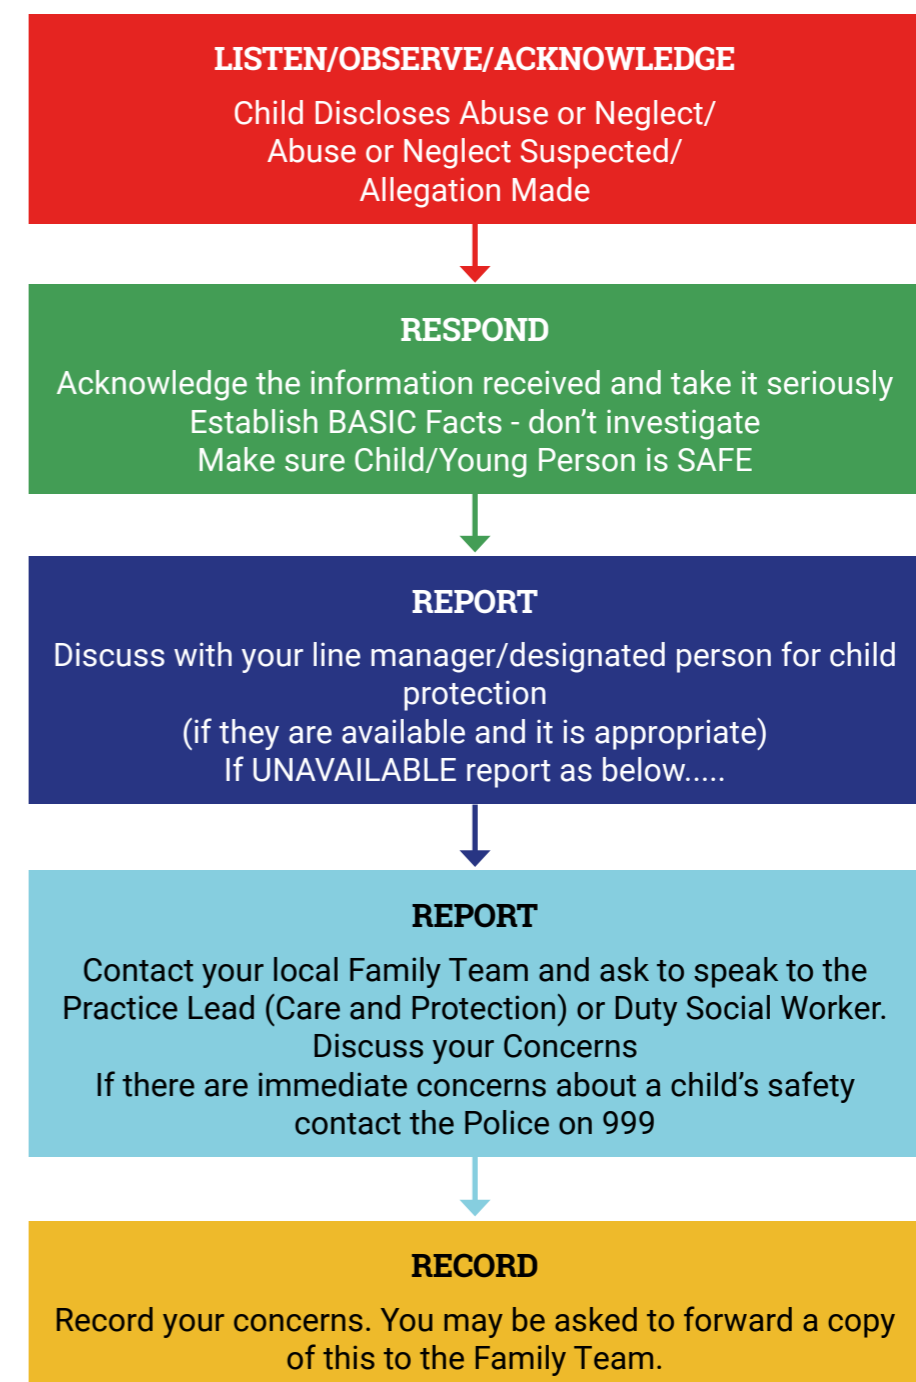 LISTEN/OBSERVE/ACKNOWLEDGE
Child Discloses Abuse or Neglect/
Abuse or Neglect Suspected/
Allegation Made
RESPOND
Acknowledge the information received and take it seriously
Establish BASIC Facts - don’t investigate
Make sure Child/Young Person is SAFE
REPORT
Discuss with your line manager/designated person for child
protection
(if they are available and it is appropriate)
If UNAVAILABLE report as below.....
REPORT
Contact your local Family Team and ask to speak to the
Practice Lead (Care and Protection) or Duty Social Worker.
Discuss your Concerns
If there are immediate concerns about a child’s safety
contact the Police on 999
RECORD
Record your concerns. You may be asked to forward a copy
of this to the Family Team.